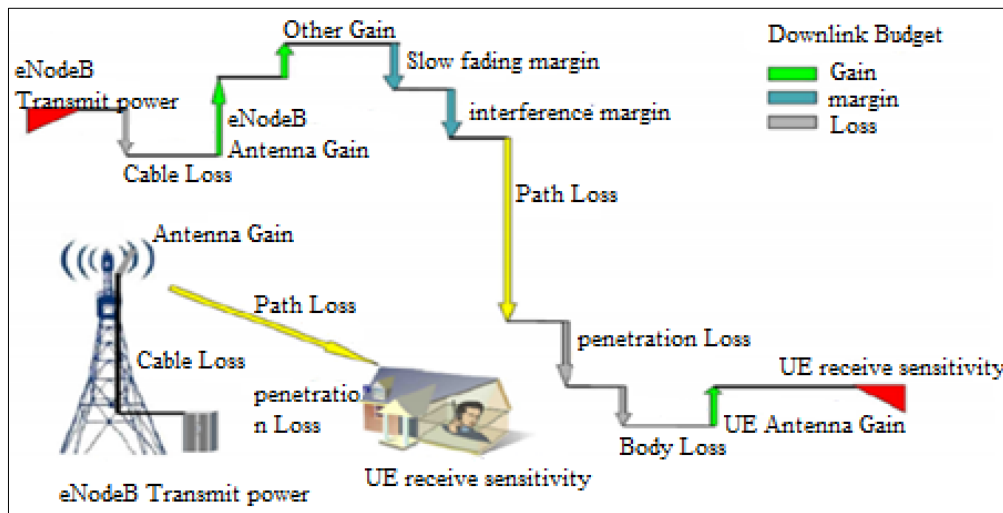 Other Gain
Downlink Budget
eNodeB
Transmit power
Slow fading margin
Gain
margin
Loss
interference margin
eNodeB
Antenna Gain
Cable Loss
Path Loss
Antenna Gain
Path Loss
penetration Loss
Cable Loss
UE receive sensitivity
penetratio
n Loss
UE Antenna Gain
Body Loss
UE receive sensitivity
eNodeB Transmit power